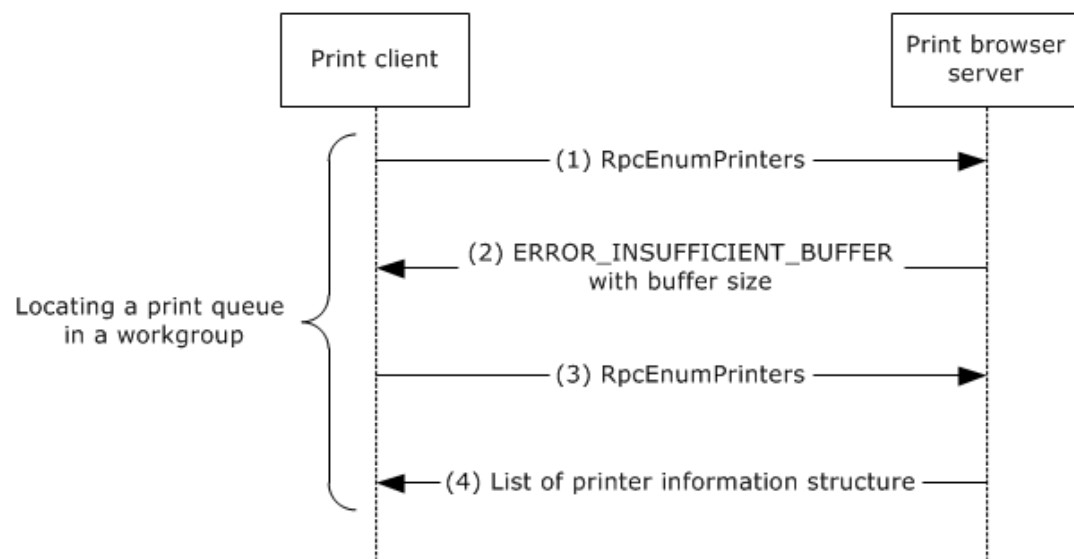 Print client
Print browser
server
(1) RpcEnumPrinters
(2) ERROR_INSUFFICIENT_BUFFER
with buffer size
Locating a print queue
in a workgroup
(3) RpcEnumPrinters
(4) List of printer information structure